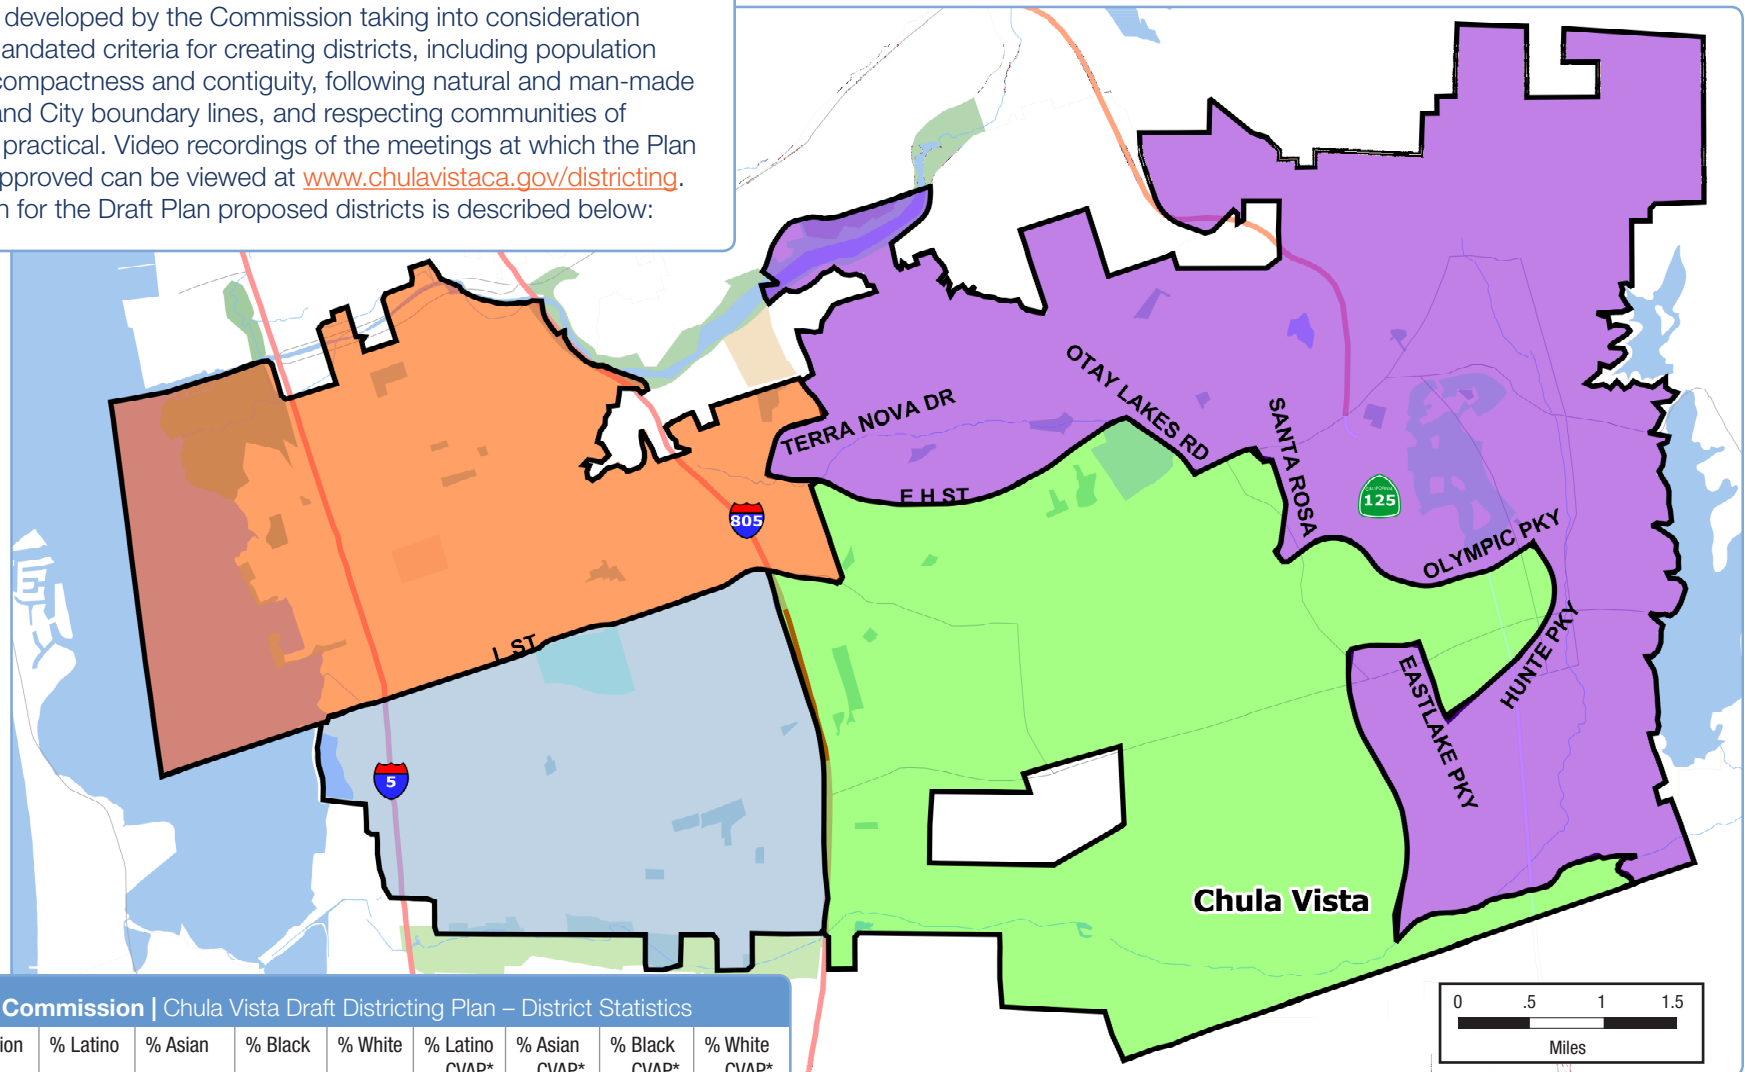 developed by the Commission taking into consideration
andated criteria for creating districts, including population
compactness and contiguity, following natural and man-made
and City boundary lines, and respecting communities of
practical. Video recordings of the meetings at which the Plan
pproved can be viewed at www.chulavistaca.gov/districting.
n for the Draft Plan proposed districts is described below:
OTAY LAKES RD
TERRA NOVA DR
SANTA ROSA
E H ST
CALIFORNIA
125
805
OLYMPIC PKY
L ST
HUNTE PKY
EASTLAKE PKY
5
Chula Vista
0 .5 1 1.5
Miles
Commission | Chula Vista Draft Districting Plan – District Statistics
ion % Latino % Asian % Black % White % Latino % Asian % Black % White
CVAP* CVAP* CVAP* CVAP*